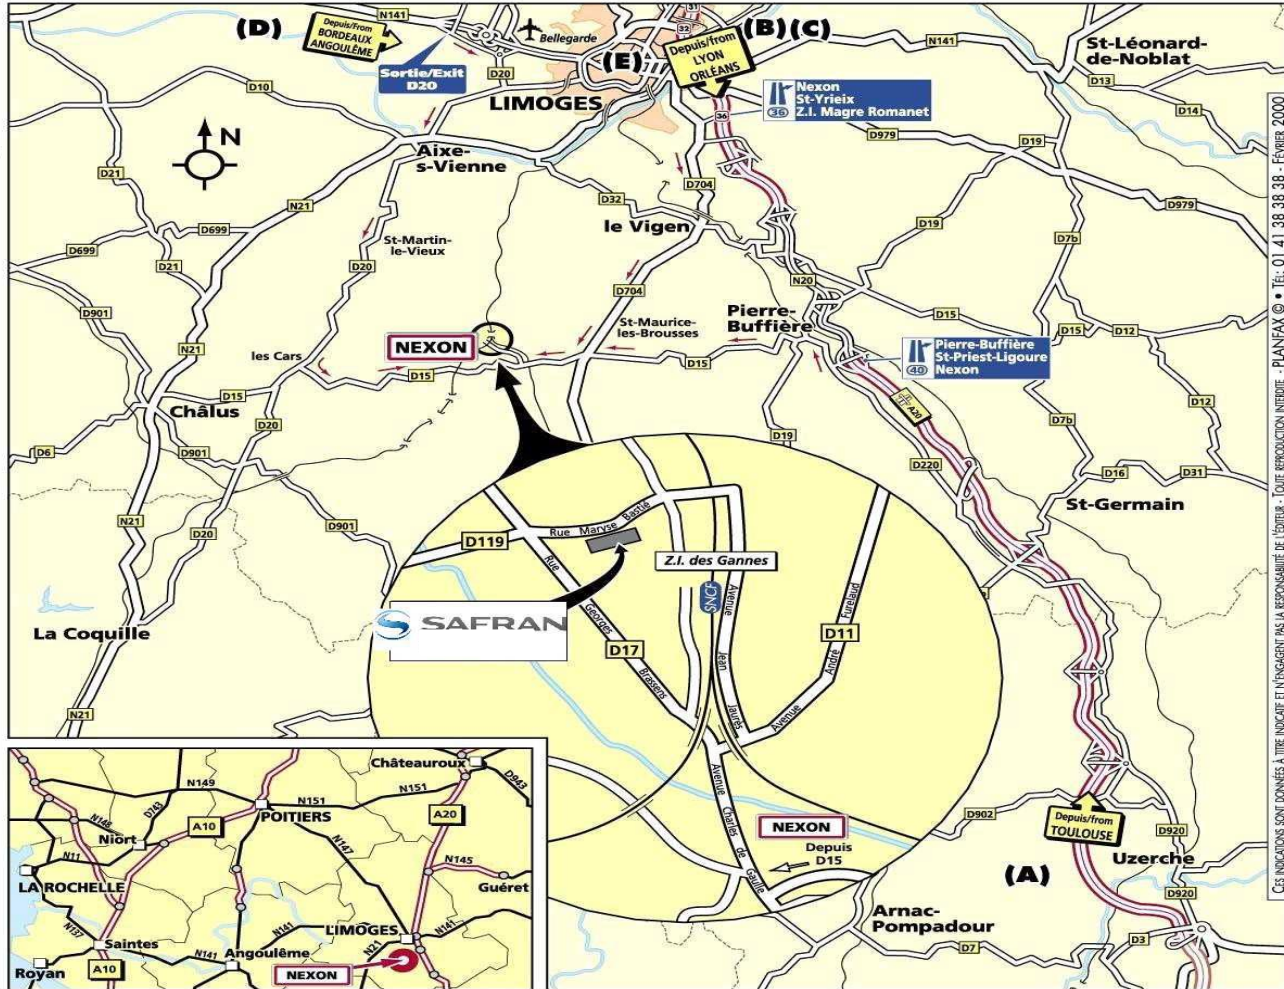 (D)
Depuis/from
BORDEAUX
ANGOULÊME
N141
Bellegarde
31
32
(E)
Depuis/from
LYON
ORLÉANS
(B) (C)
N141
St-Léonard-
de-Noblat
Sortie/Exit
D20
D20
D10
LIMOGES
36
Nexon
St-Yrieix
Z.I. Magre Romanet
36
D13
D14
D979
D19
N
Aixe-
s-Vienne
D21
D704
D32
N21
D979
le Vigen
D19
D7b
D699
D699
St-Martin-
le-Vieux
D21
D20
N20
D901
D704
Pierre-
Buffière
D15
D15
D12
St-Maurice-
les-Brousses
N21
NEXON
les Cars
D15
D15
Pierre-Buffière
St-Priest-Ligoure
Nexon
40
D15
Châlus
A20
D12
D20
D7b
D19
D6
D901
D220
D16
D31
St-Germain
N21
D20
D901
Rue Maryse Bastié
D119
Z.I. des Gannes
SAFRAN
Rue Georges Brassens
SNCF
Avenue Jean Jaurès
Avenue André Furelaud
D11
D17
La Coquille
N21
Avenue Charles de Gaulle
NEXON
Depuis
D15
D902
Depuis/from
TOULOUSE
D920
Uzerche
(A)
D920
Arnac-
Pompadour
D7
D3
Châteauroux
D943
N149
N151
N151
D743
POITIERS
A20
A10
N148
Niort
N147
N11
N145
LA ROCHELLE
Guéret
N137
LIMOGES
N141
N141
N21
Saintes
N141
Angoulême
Royan
A10
NEXON
CES INDICATIONS SONT DONNÉES À TITRE INDICATIF ET N'ENGAGENT PAS LA RESPONSABILITÉ DE L'ÉDITEUR - TOUTE REPRODUCTION INTERDITE - PLANÉAK © • TÉL: 01 41 38 38 38 - FÉVRIER 2001